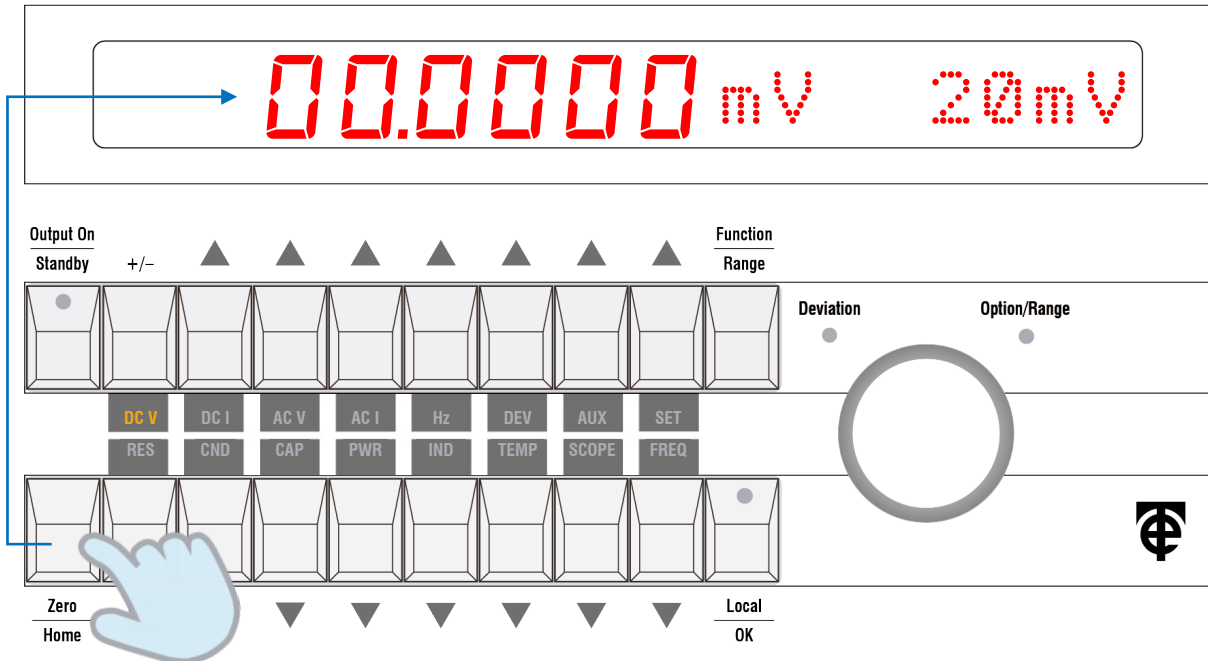 00.0000 mV 20mV
Output On
Standby
+/−
Function
Range
Deviation
Option/Range
DC V DC I AC V AC I Hz DEV AUX SET
RES CND CAP PWR IND TEMP SCOPE FREQ
Zero
Home
Local
OK